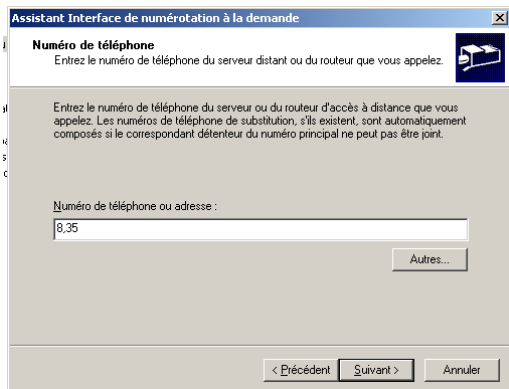 Assistant Interface de numérotation à la demande
Numéro de téléphone
Entrez le numéro de téléphone du serveur distant ou du routeur que vous appelez.
Entrez le numéro de téléphone du serveur ou du routeur d'accès à distance que vous
appelez. Les numéros de téléphone de substitution, s'ils existent, sont automatiquement
composés si le correspondant détenteur du numéro principal ne peut pas être joint.
Numéro de téléphone ou adresse :
8,35
Autres...
< Précédent
Suivant >
Annuler